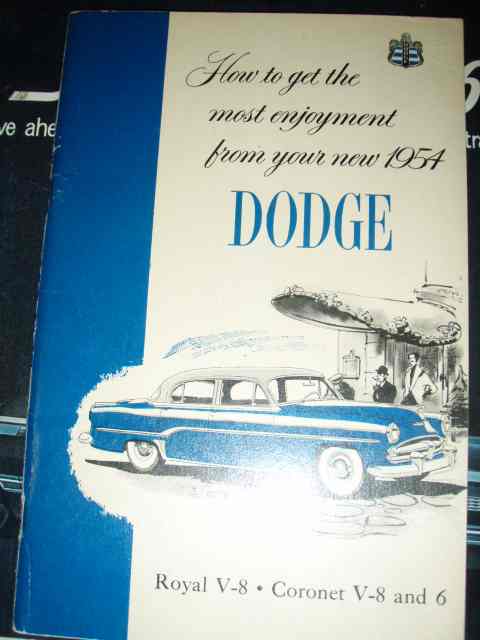 How to get the
most enjoyment
from your new 1954
DODGE
Royal V-8 • Coronet V-8 and 6